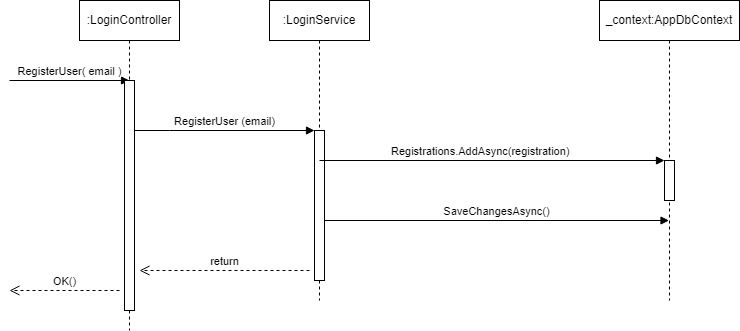 :LoginController
:LoginService
_context:AppDbContext
RegisterUser( email )
RegisterUser (email)
Registrations.AddAsync(registration)
SaveChangesAsync()
return
OK()